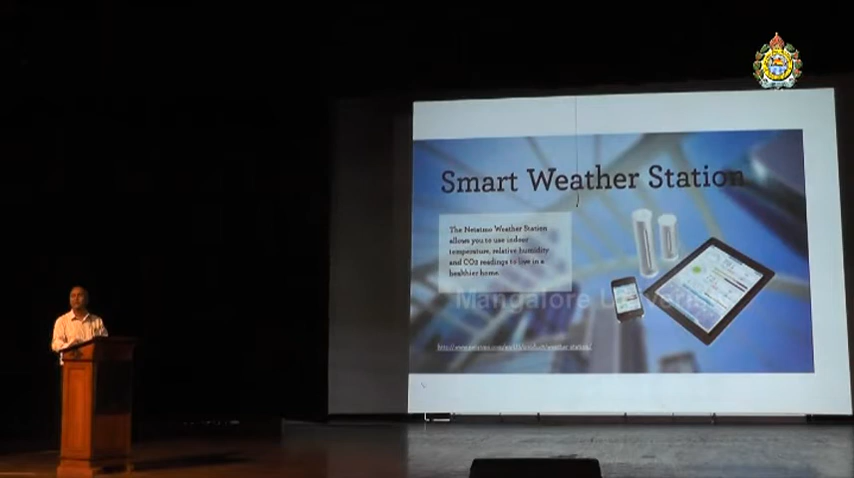 Smart Weather Station
The Netatmo Weather Station
allows you to use indoor
temperature, relative humidity
and CO2 readings to live in a
healthier home.
Mangalore